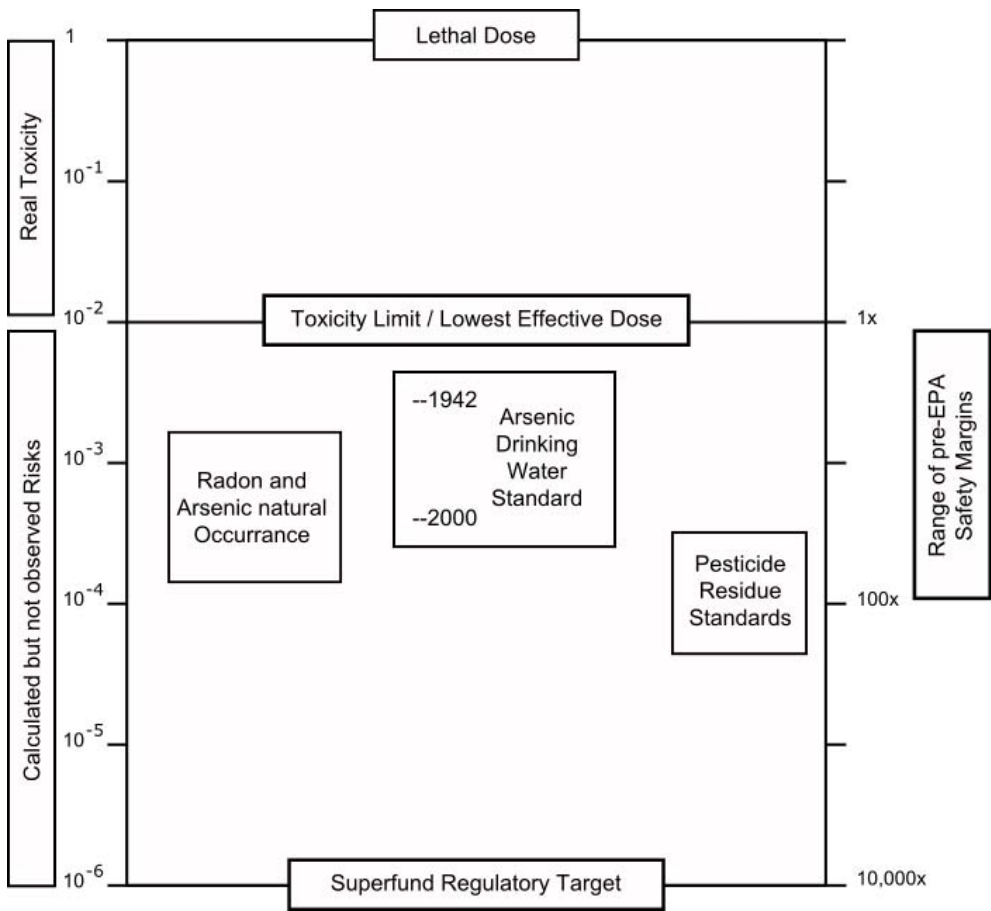 1
Lethal Dose
Real Toxicity
10-1
10-2
Toxicity Limit / Lowest Effective Dose
1x
--1942
Arsenic
Drinking
Water
Standard
--2000
Radon and
Arsenic natural
Occurrance
10-3
Calculated but not observed Risks
Range of pre-EPA
Safety Margins
Pesticide
Residue
Standards
10-4
100x
10-5
10-6
Superfund Regulatory Target
10,000x